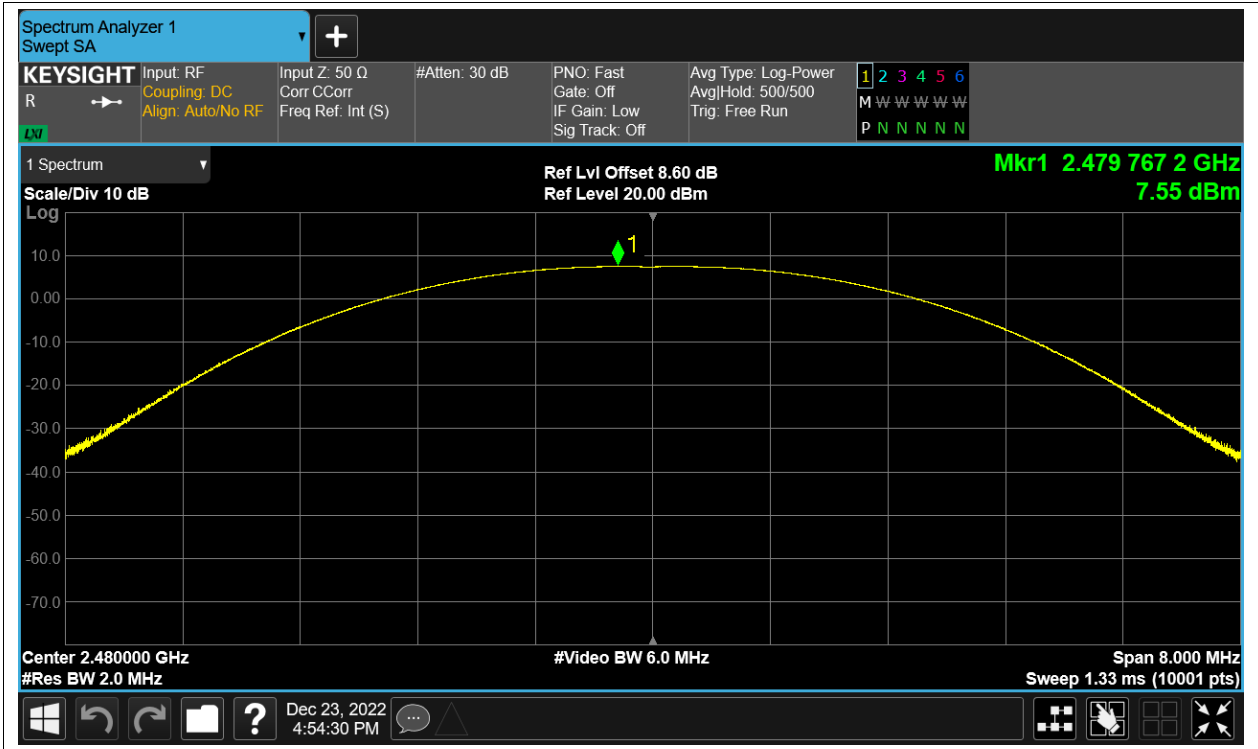 Spectrum Analyzer 1
Swept SA
+
KEYSIGHT
R
LXI
Input: RF
Coupling: DC
Align: Auto/No RF
Input Z: 50 Ω
Corr CCorr
Freq Ref: Int (S)
#Atten: 30 dB
PNO: Fast
Gate: Off
IF Gain: Low
Sig Track: Off
Avg Type: Log-Power
Avg|Hold: 500/500
Trig: Free Run
1 2 3 4 5 6
M W W W W W
P N N N N N
1 Spectrum
Scale/Div 10 dB
Log
Ref Lvl Offset 8.60 dB
Ref Level 20.00 dBm
Mkr1 2.479 767 2 GHz
7.55 dBm
1
10.0
0.00
-10.0
-20.0
-30.0
-40.0
-50.0
-60.0
-70.0
Center 2.480000 GHz
#Res BW 2.0 MHz
#Video BW 6.0 MHz
Span 8.000 MHz
Sweep 1.33 ms (10001 pts)
?
Dec 23, 2022
4:54:30 PM